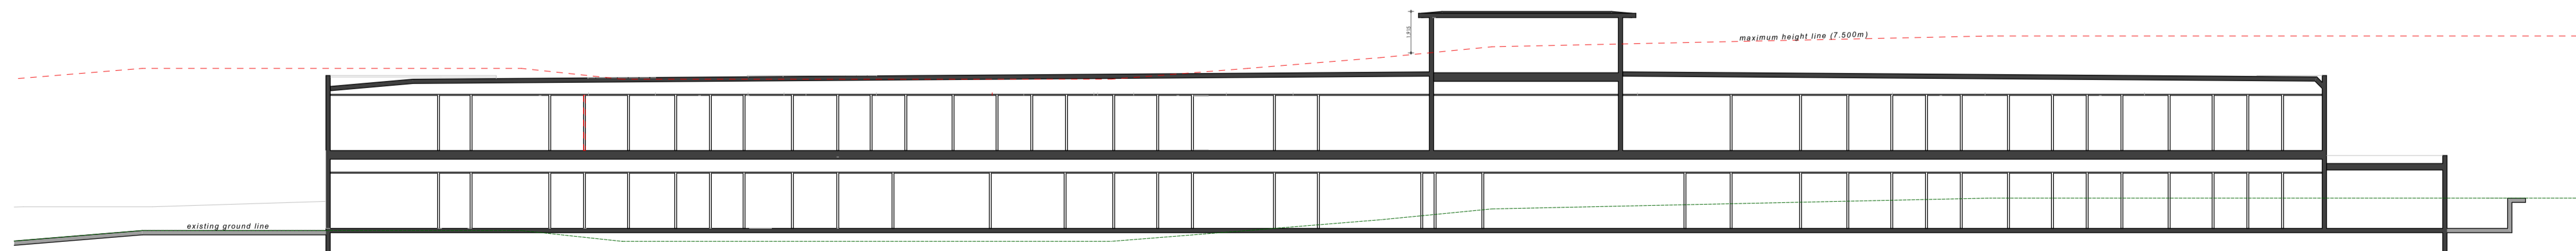 maximum height line (7.500m)
existing ground line